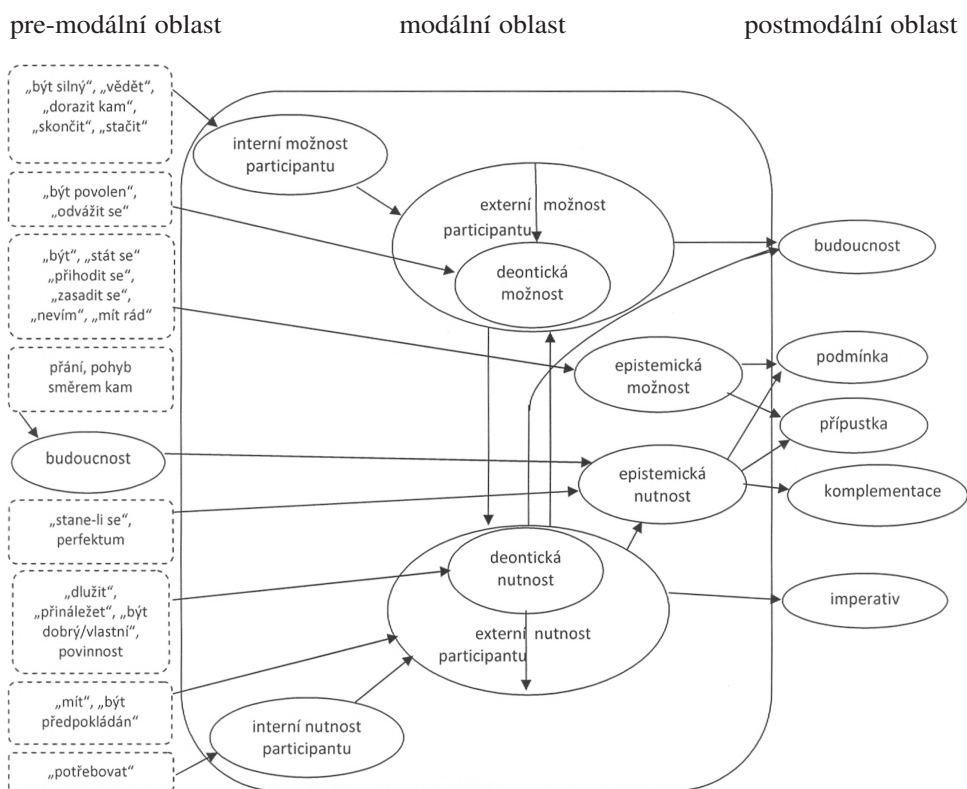 pre-modální oblast
modální oblast
postmodální oblast
„být silný“, „vědět“,
„dorazit kam“,
„skončit“, „stačit“
„být povolen“,
„odvážit se“
„být“, „stát se“
„přihodit se“,
„zasadit se“,
„nevím“, „mít rád“
přání, pohyb
směrem kam
budoucnost
„stane-li se“,
perfektum
„dlužit“,
„přináležet“, „být
dobrý/vlastní“,
povinnost
„mít“, „být
předpokládán“
„potřebovat“
interní možnost
participantu
externí možnost
participantu
deontická
možnost
epistemická
možnost
epistemická
nutnost
deontická
nutnost
externí nutnost
participantu
interní nutnost
participantu
budoucnost
podmínka
přípustka
komplementace
imperativ